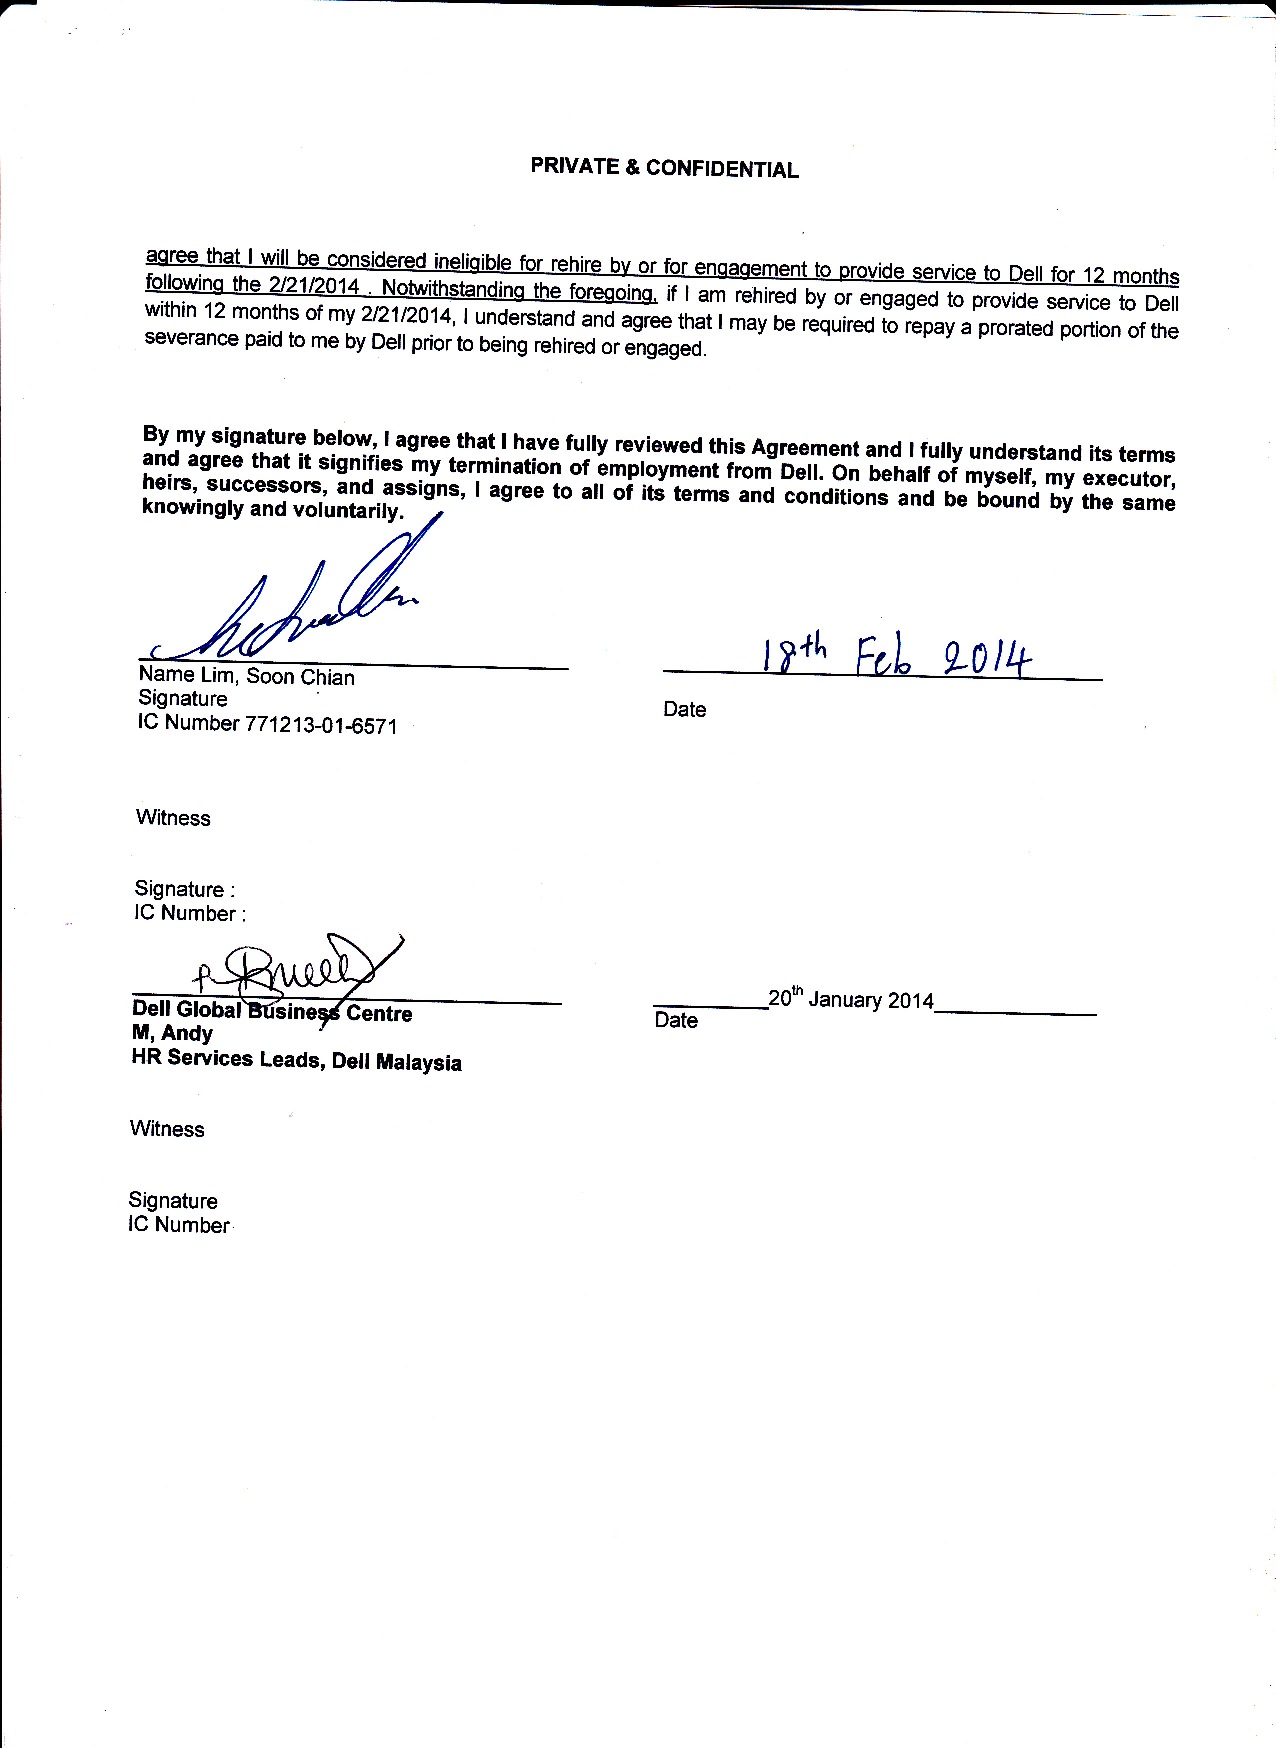 PRIVATE & CONFIDENTIAL
agree that I will be considered ineligible for rehire by or for engagement to provide service to Dell for 12 months
following the 2/21/2014 . Notwithstanding the foregoing, if I am rehired by or engaged to provide service to Dell
within 12 months of my 2/21/2014, I understand and agree that I may be required to repay a prorated portion of the
severance paid to me by Dell prior to being rehired or engaged.
By my signature below, I agree that I have fully reviewed this Agreement and I fully understand its terms
and agree that it signifies my termination of employment from Dell. On behalf of myself, my executor,
heirs, successors, and assigns, I agree to all of its terms and conditions and be bound by the same
knowingly and voluntarily.
18th Feb 2014
Name Lim, Soon Chian
Signature
IC Number 771213-01-6571
Date
Witness
Signature :
IC Number :
20th January 2014
Dell Global Business Centre
Date
M, Andy
HR Services Leads, Dell Malaysia
Witness
Signature
IC Number